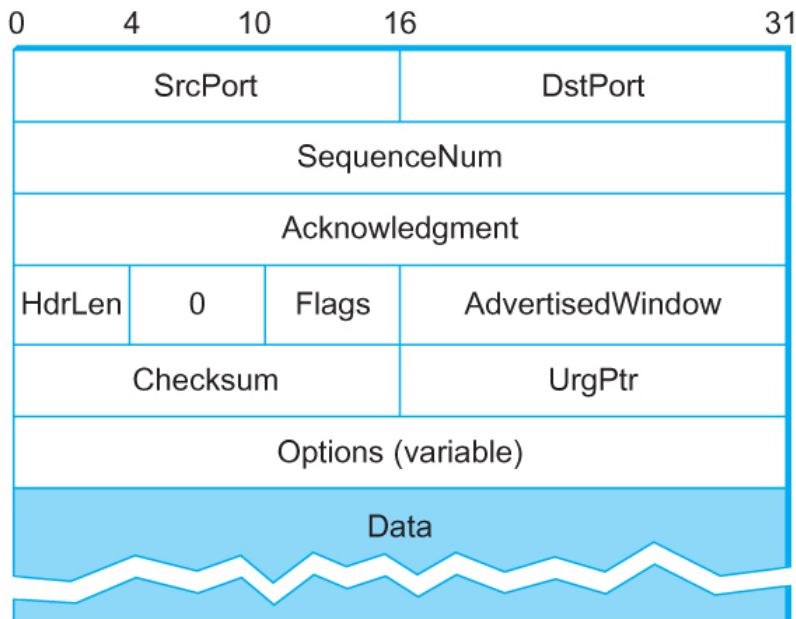 0 4 10 16 31
SrcPort DstPort
SequenceNum
Acknowledgment
HdrLen 0 Flags AdvertisedWindow
Checksum UrgPtr
Options (variable)
Data